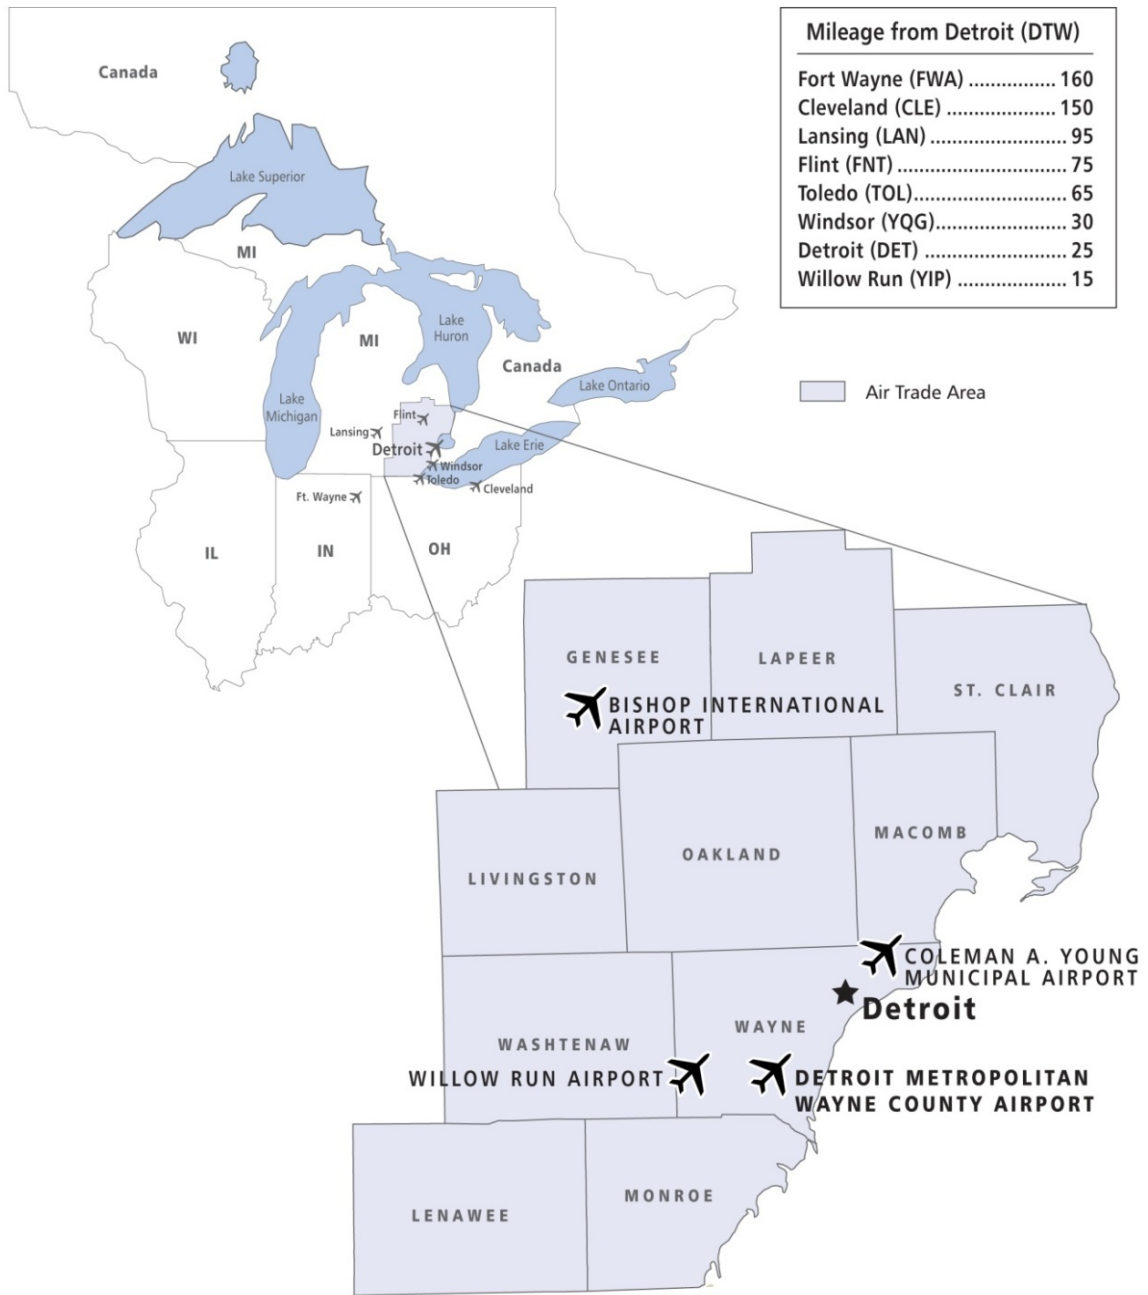 Mileage from Detroit (DTW)
Fort Wayne (FWA) ................ 160
Cleveland (CLE) .................... 150
Lansing (LAN) ......................... 95
Flint (FNT) ............................... 75
Toledo (TOL)............................ 65
Windsor (YQG)........................ 30
Detroit (DET) .......................... 25
Willow Run (YIP) .................... 15
Air Trade Area
Canada
Lake Superior
MI
WI
MI
Lake
Huron
Canada
Lake Ontario
Lake
Michigan
Flint
Lansing
Detroit
Lake Erie
Windsor
Toledo
Cleveland
Ft. Wayne
IL
IN
OH
GENESEE
LAPEER
ST. CLAIR
BISHOP INTERNATIONAL
AIRPORT
MACOMB
OAKLAND
LIVINGSTON
COLEMAN A. YOUNG
MUNICIPAL AIRPORT
Detroit
WAYNE
WASHTENAW
WILLOW RUN AIRPORT
DETROIT METROPOLITAN
WAYNE COUNTY AIRPORT
MONROE
LENAWEE